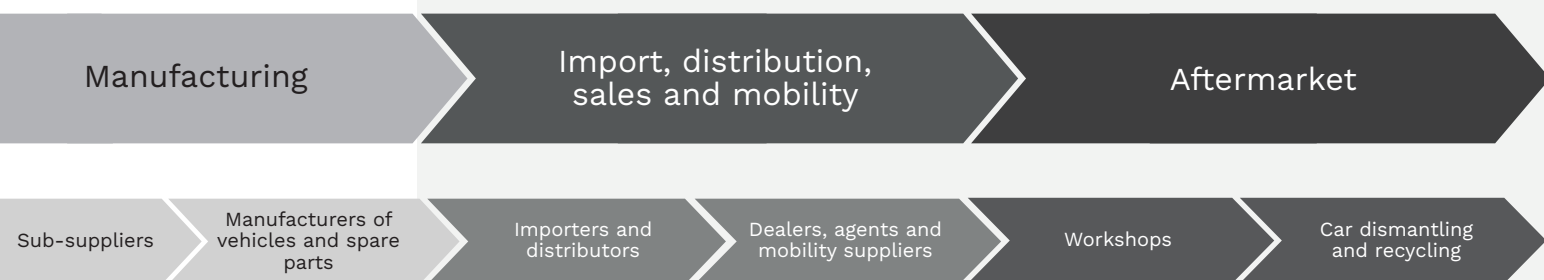 Manufacturing
Import, distribution,
sales and mobility
Aftermarket
Sub-suppliers
Manufacturers of
vehicles and spare
parts
Importers and
distributors
Dealers, agents and
mobility suppliers
Workshops
Car dismantling
and recycling